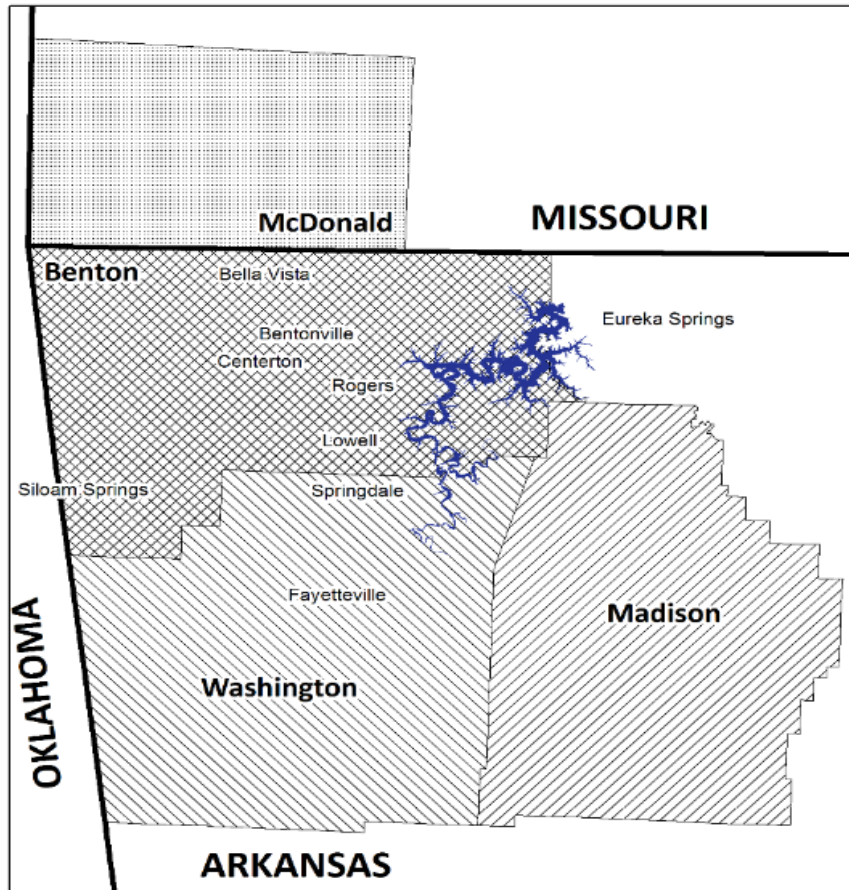 McDonald
MISSOURI
Benton
Bella Vista
Eureka Springs
Bentonville
Centerton
Rogers
Lowell
Siloam Springs
Springdale
Fayetteville
Madison
Washington
OKLAHOMA
ARKANSAS